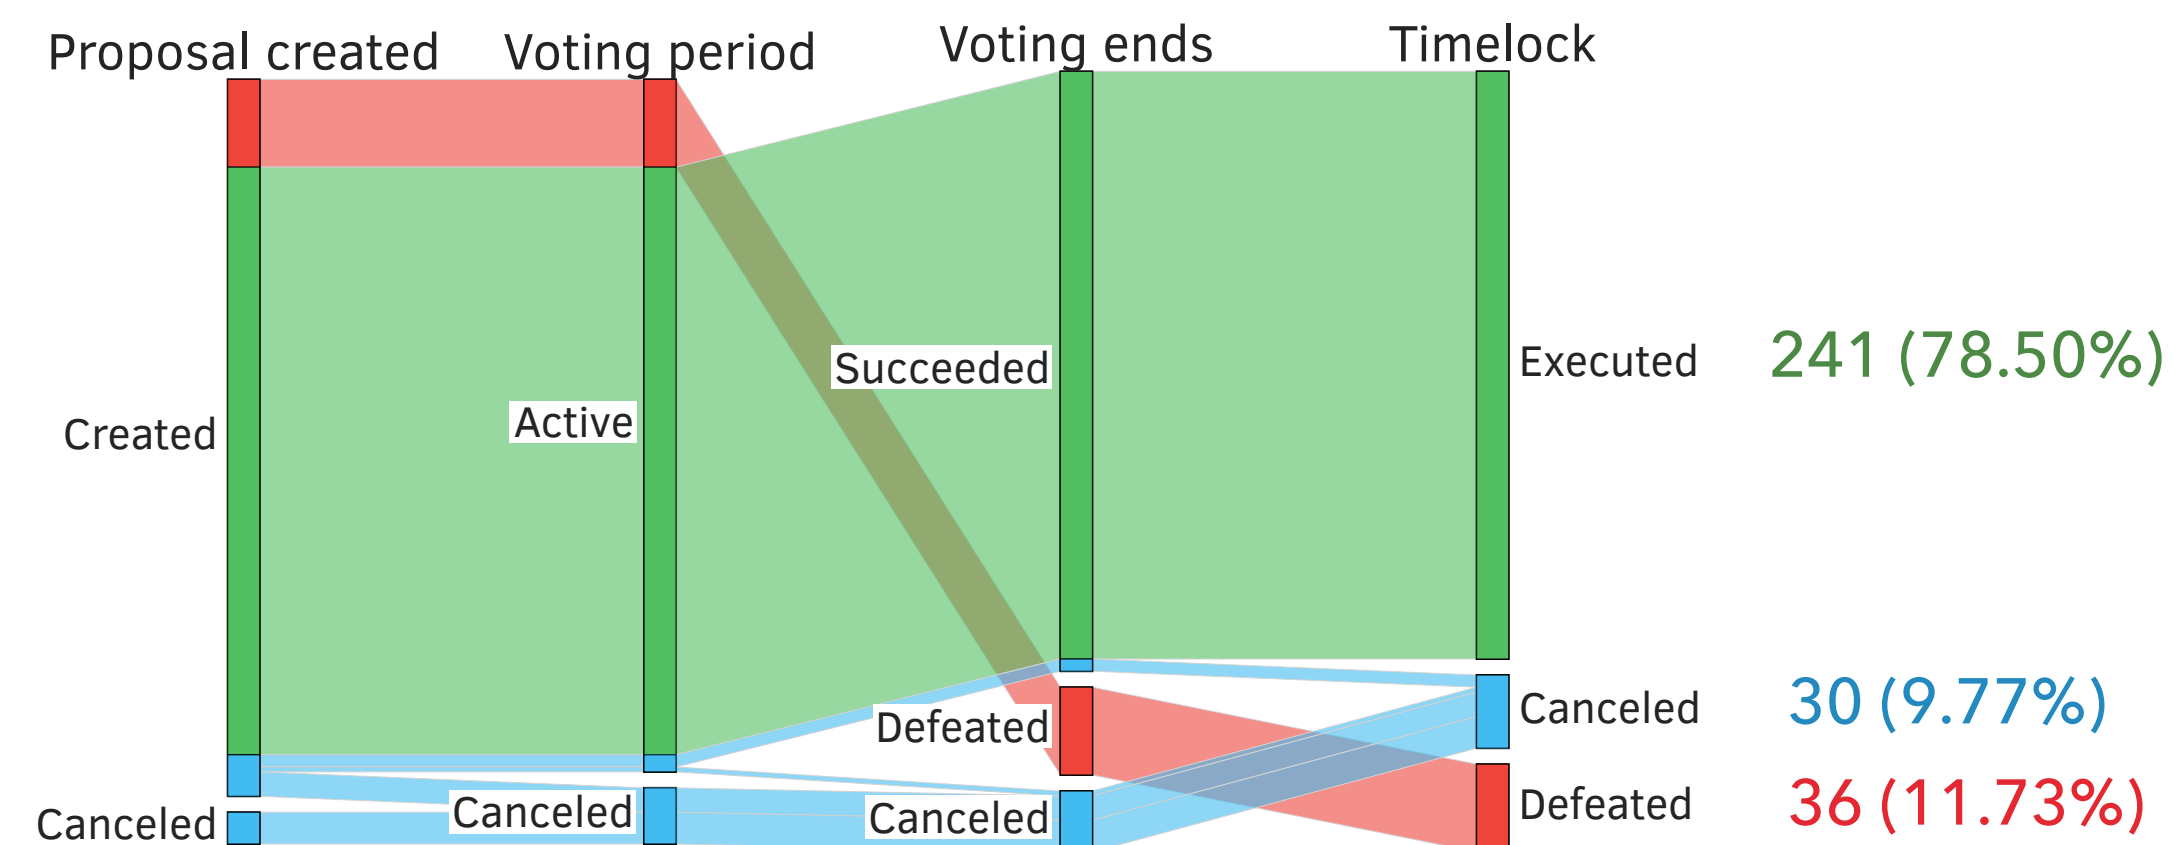 Proposal created
Voting period
Voting ends
Timelock
Succeeded
Executed
241 (78.50%)
Active
Created
Canceled
30 (9.77%)
Defeated
Defeated
36 (11.73%)
Canceled
Canceled
Canceled